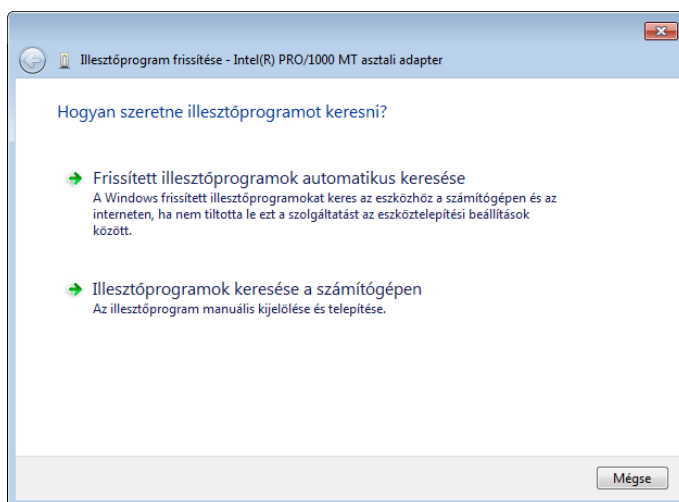 Illesztőprogram frissítése - Intel(R) PRO/1000 MT asztali adapter
Hogyan szeretne illesztőprogramot keresni?
Frissített illesztőprogramok automatikus keresése
A Windows frissített illesztőprogramokat keres az eszközhöz a számítógépen és az
interneten, ha nem tiltotta le ezt a szolgáltatást az eszköztelepítési beállítások
között.
Illesztőprogramok keresése a számítógépen
Az illesztőprogram manuális kijelölése és telepítése.
Mégse